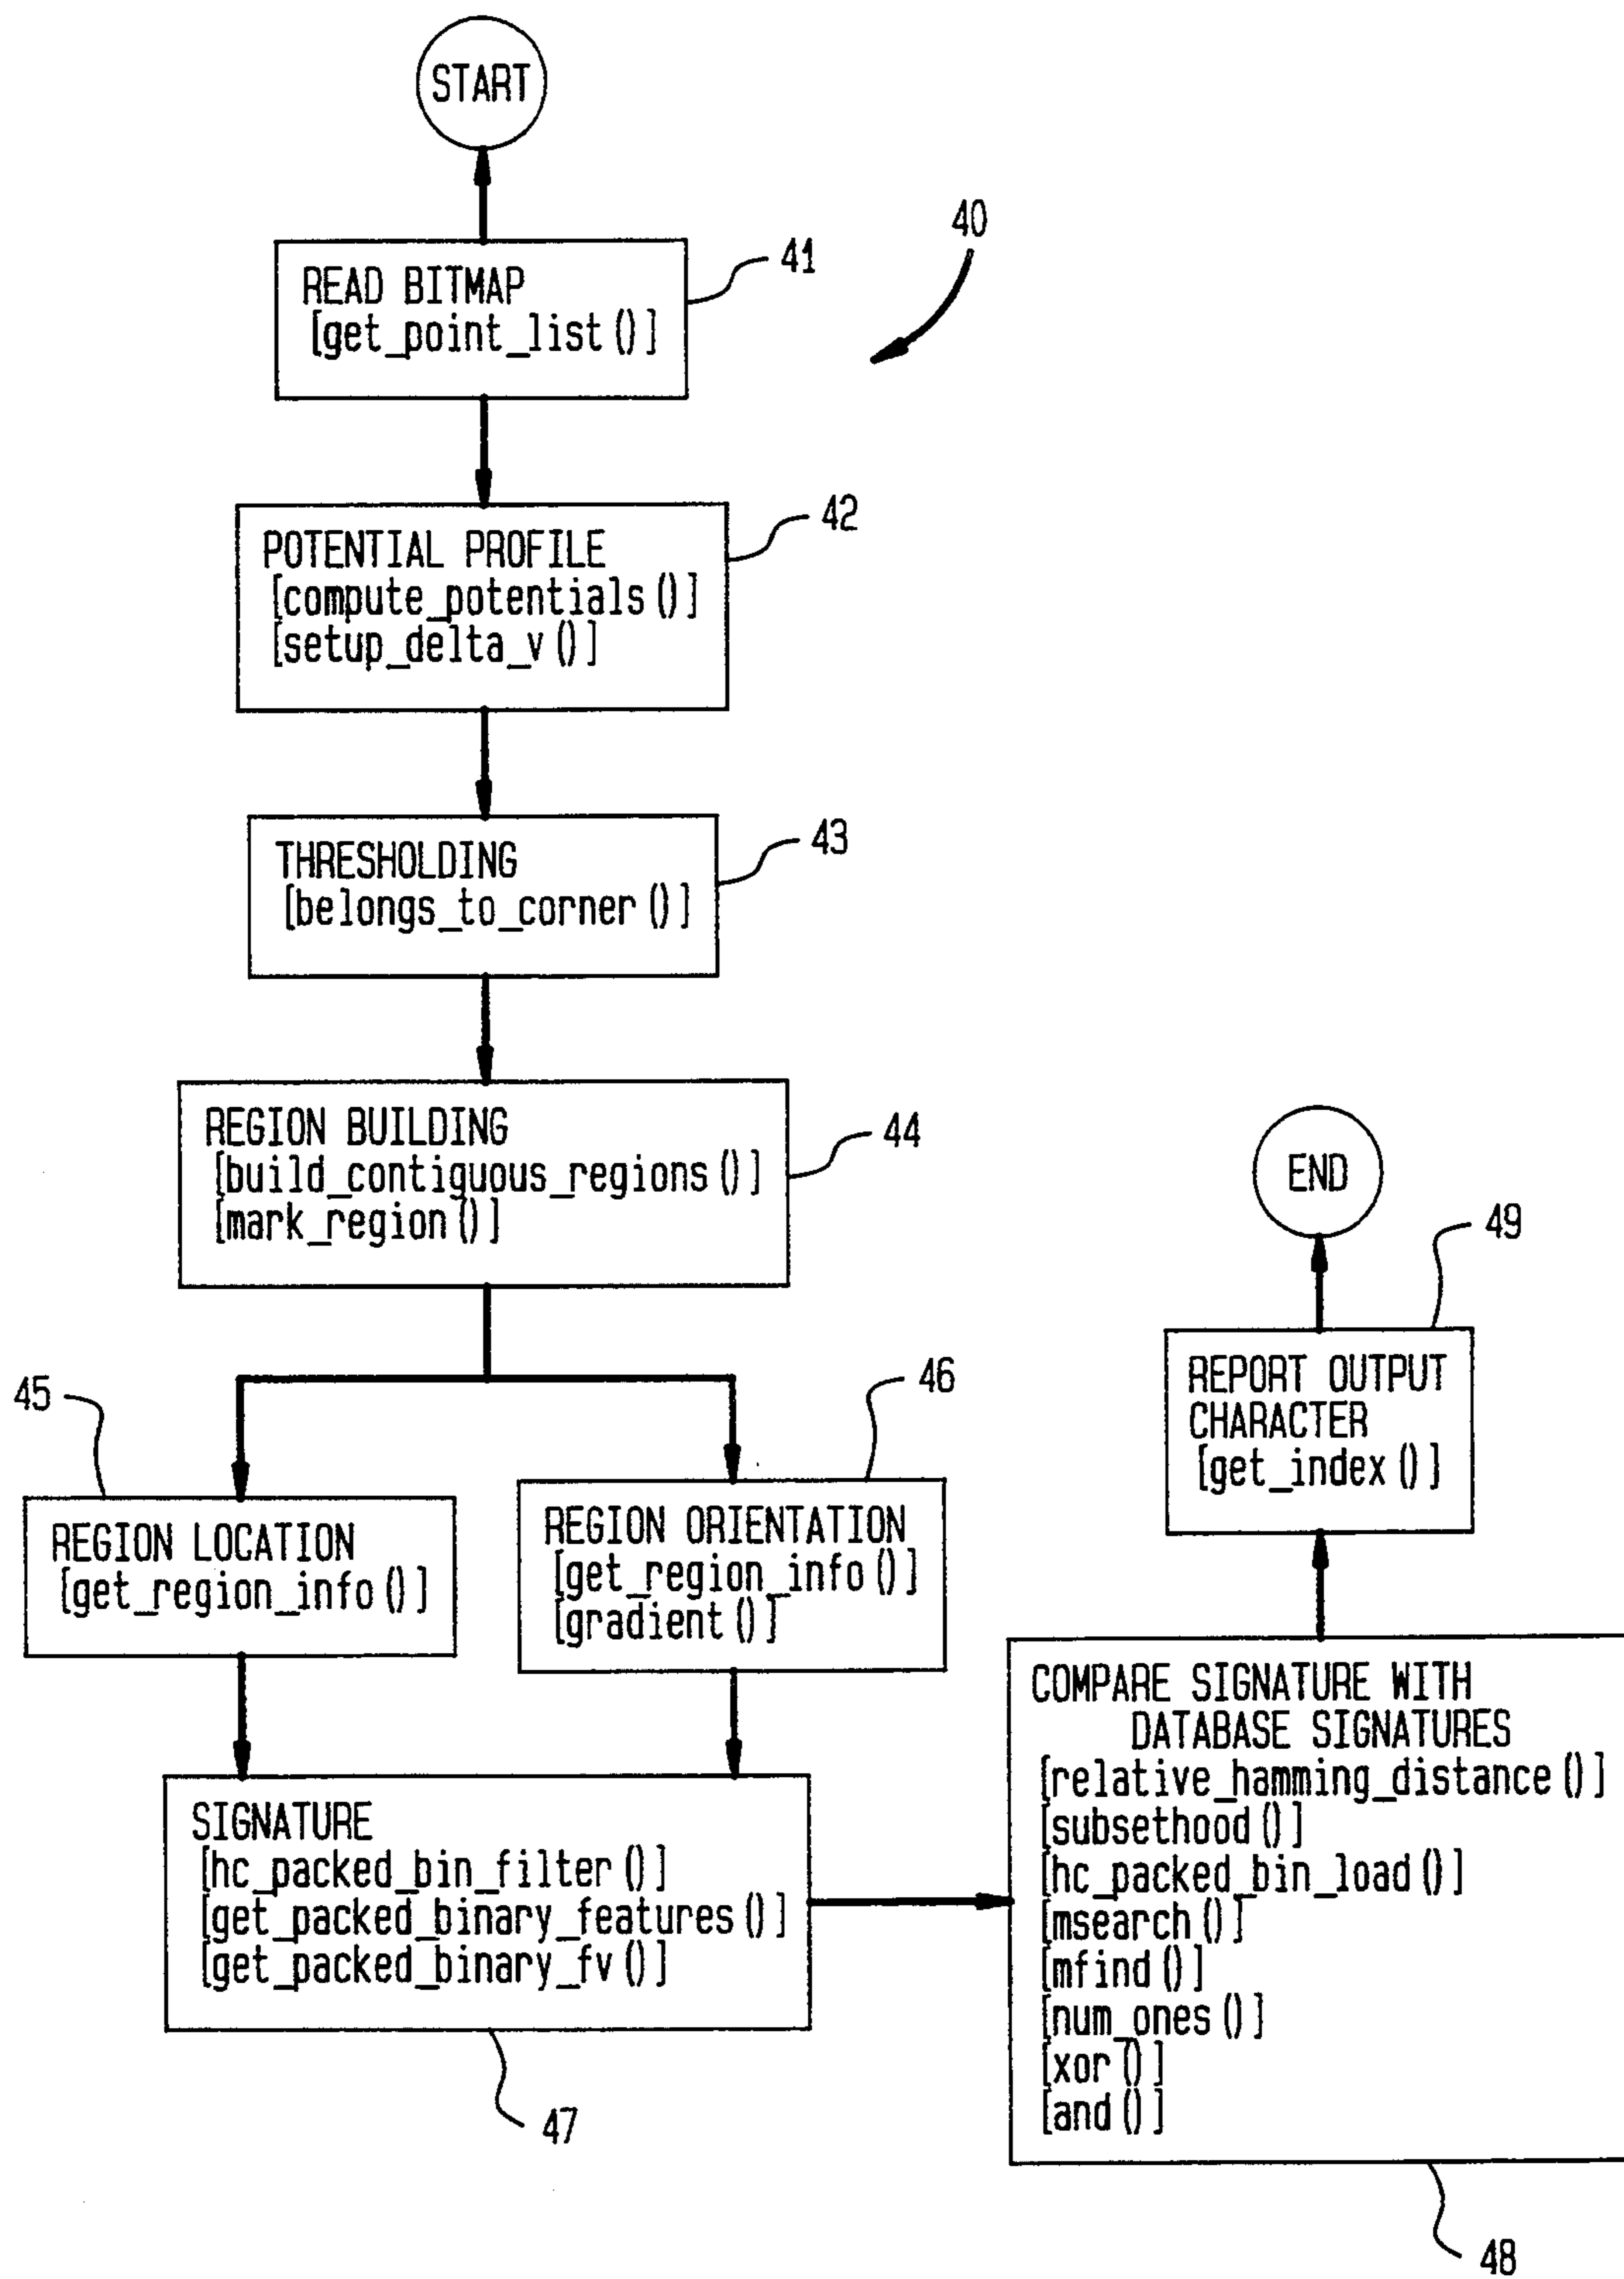 START
40
41
READ BITMAP
[get_point_list()]
42
POTENTIAL PROFILE
[compute_potentials()]
[setup_delta_v()]
43
THRESHOLDING
[belongs_to_corner()]
44
REGION BUILDING
[build_contiguous_regions()]
[mark_region()]
45
REGION LOCATION
[get_region_info()]
46
REGION ORIENTATION
[get_region_info()]
[gradient()]
SIGNATURE
[hc_packed_bin_filter()]
[get_packed_binary_features()]
[get_packed_binary_fv()]
47
COMPARE SIGNATURE WITH
DATABASE SIGNATURES
[relative_hamming_distance()]
[subsethood()]
[hc_packed_bin_load()]
[msearch()]
[mfind()]
[num_ones()]
[xor()]
[and()]
48
49
REPORT OUTPUT
CHARACTER
[get_index()]
END